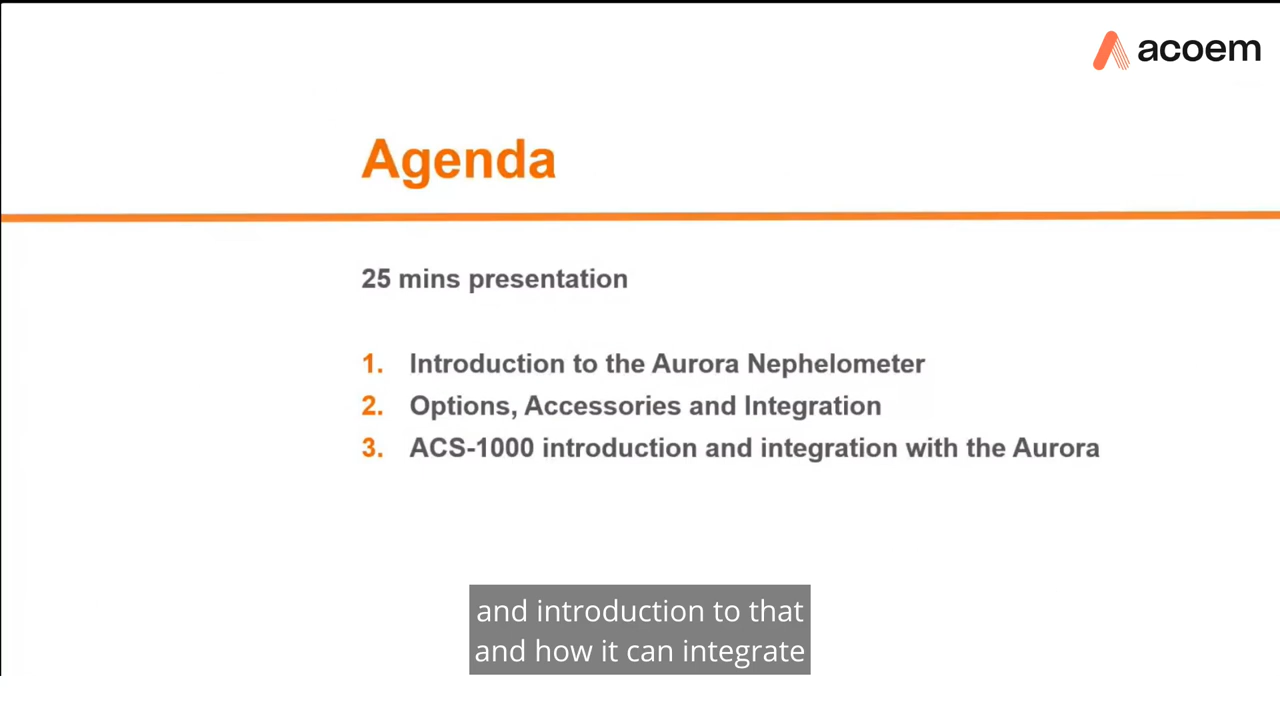 acoem
Agenda
25 mins presentation
1. Introduction to the Aurora Nephelometer
2. Options, Accessories and Integration
3. ACS-1000 introduction and integration with the Aurora
and introduction to that
and how it can integrate